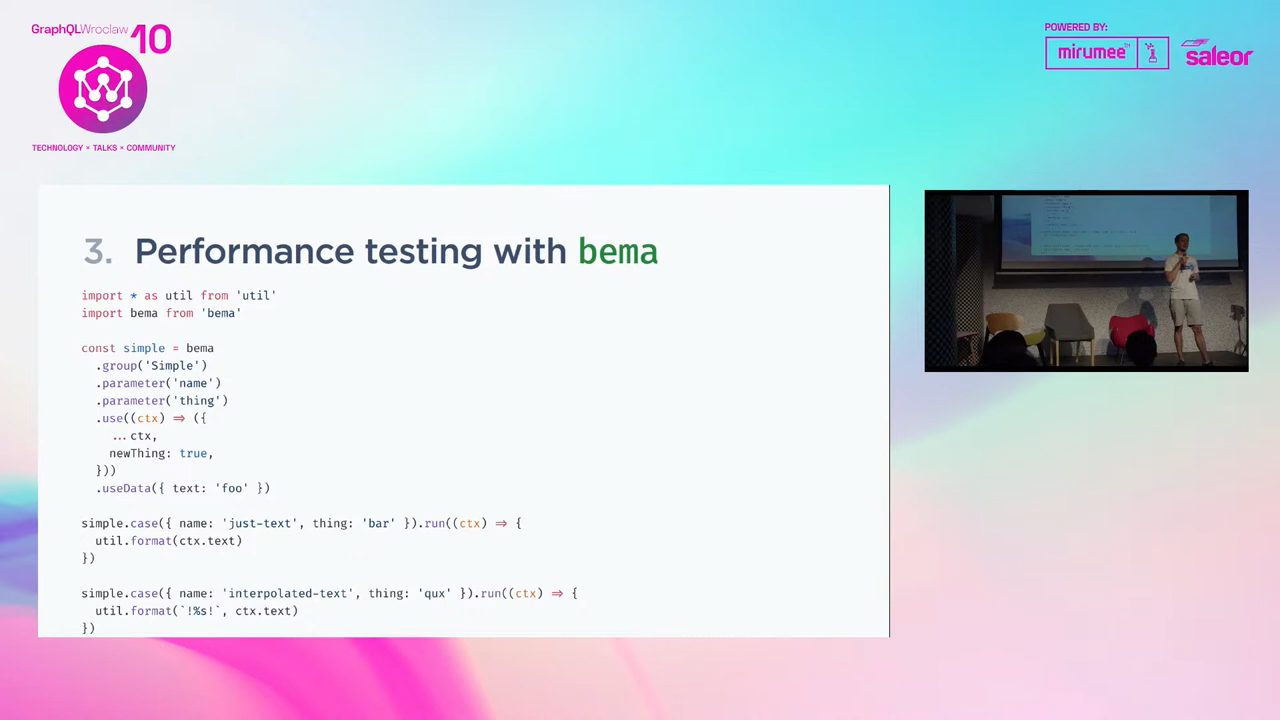 GraphQLWroclaw 10
TECHNOLOGY × TALKS × COMMUNITY
POWERED BY:
mirumee
saleor
3. Performance testing with bema
import * as util from 'util'
import bema from 'bema'
const simple = bema
.group('Simple')
.parameter('name')
.parameter('thing')
.use((ctx) ⇒ ({
...ctx,
newThing: true,
}))
.useData({ text: 'foo' })
simple.case({ name: 'just-text', thing: 'bar' }).run((ctx) ⇒ {
util.format(ctx.text)
})
simple.case({ name: 'interpolated-text', thing: 'qux' }).run((ctx) ⇒ {
util.format(`!%s!`, ctx.text)
})